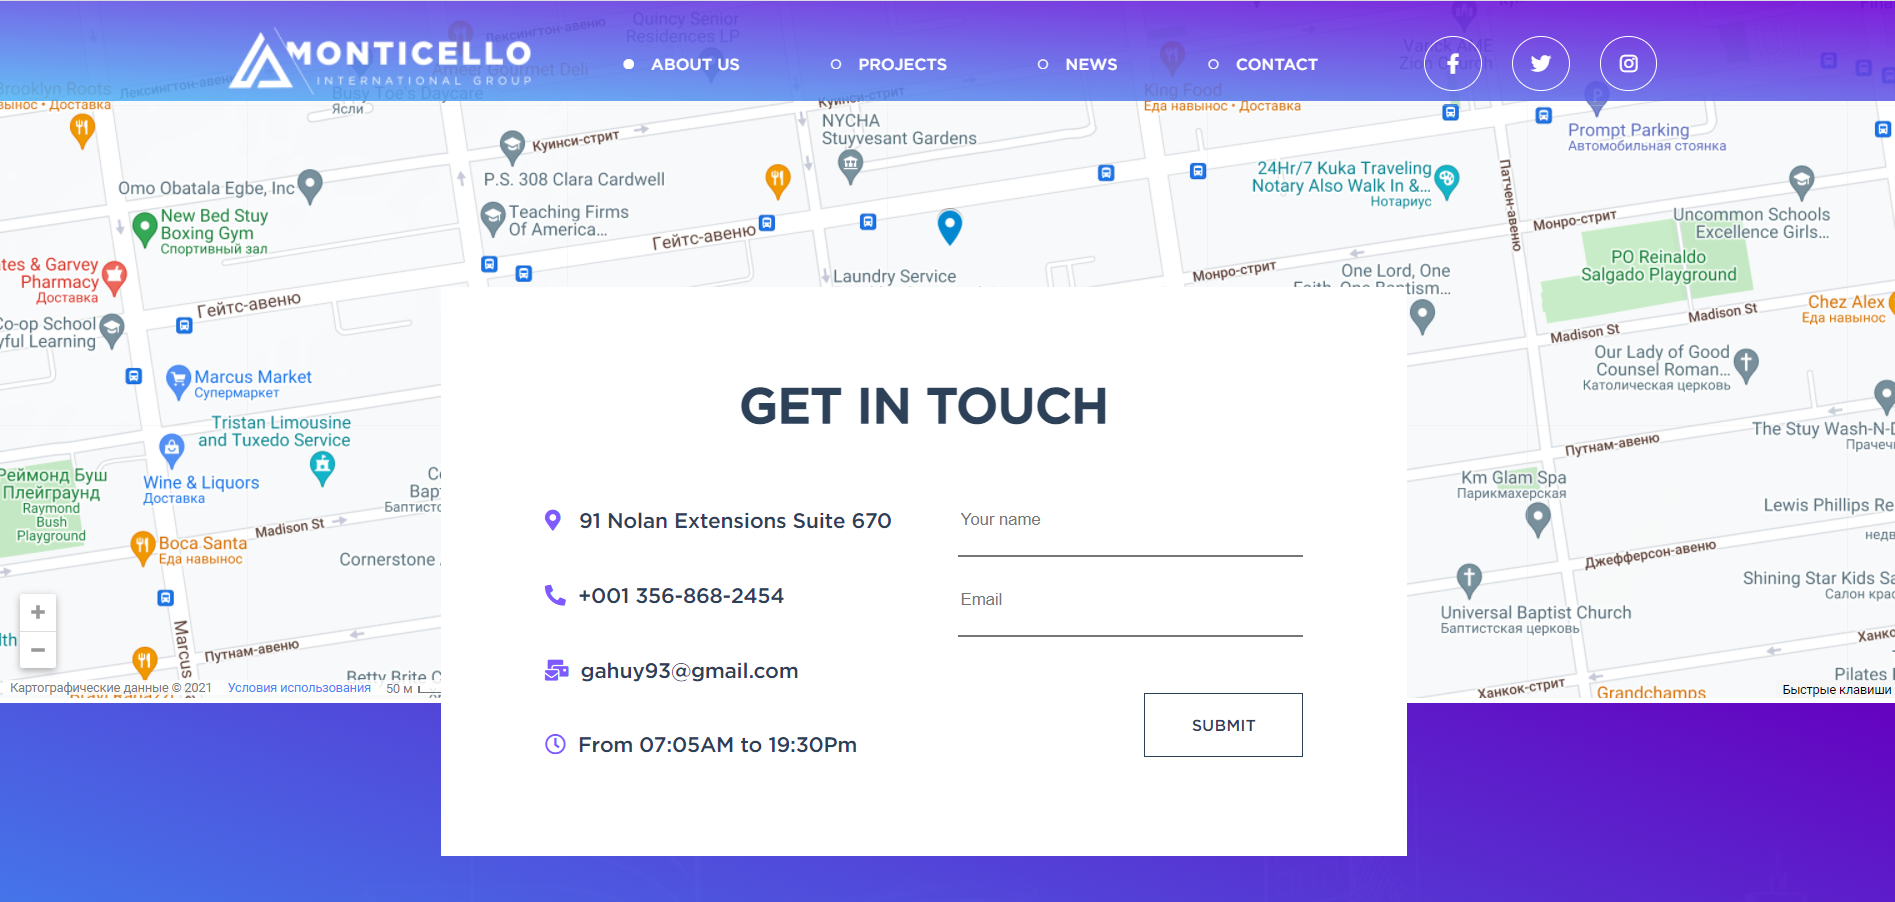 MONTICELLO
INTERNATIONAL GROUP
ABOUT US
PROJECTS
NEWS
CONTACT
Quincy Senior
Residences LP
Лексингтон-авеню
Ameer Gourmet Deli
Brooklyn Roots
Лексингтон-авеню
Busy Toe's Daycare
Ясли
King Food
Еда навынос • Доставка
Куинси-стрит
Куинси-стрит
NYCHA
Stuyvesant Gardens
Prompt Parking
Автомобильная стоянка
P.S. 308 Clara Cardwell
Omo Obatala Egbe, Inc
24Hr/7 Kuka Traveling
Notary Also Walk In &...
Нотариус
Патчен-авеню
New Bed Stuy
Boxing Gym
Спортивный зал
Teaching Firms
Of America...
Гейтс-авеню
Монро-стрит
Uncommon Schools
Excellence Girls...
Pharmacy
Доставка
Laundry Service
Монро-стрит
One Lord, One
PO Reinaldo
Salgado Playground
Гейтс-авеню
Chez Alex
Еда навынос
Madison St
Madison St
Co-op School
Learning
Our Lady of Good
Counsel Roman...
Католическая церковь
Marcus Market
Супермаркет
Tristan Limousine
and Tuxedo Service
The Stuy Wash-N-D
Путнам-авеню
Реймонд Буш
Плейграунд
Raymond
Bush
Playground
Wine & Liquors
Доставка
Km Glam Spa
Парикмахерская
Lewis Phillips Re
Madison St
Boca Santa
Еда навынос
Cornerstone
Джефферсон-авеню
Shining Star Kids Sa
Universal Baptist Church
Баптистская церковь
Marcus
Путнам-авеню
Betty Brite C
Ханкок-стрит
Pilates
Grandchamps
Картографические данные © 2021
Условия использования
50 м
Быстрые клавиши
GET IN TOUCH
91 Nolan Extensions Suite 670
+001 356-868-2454
gahuy93@gmail.com
From 07:05AM to 19:30Pm
Your name
Email
SUBMIT